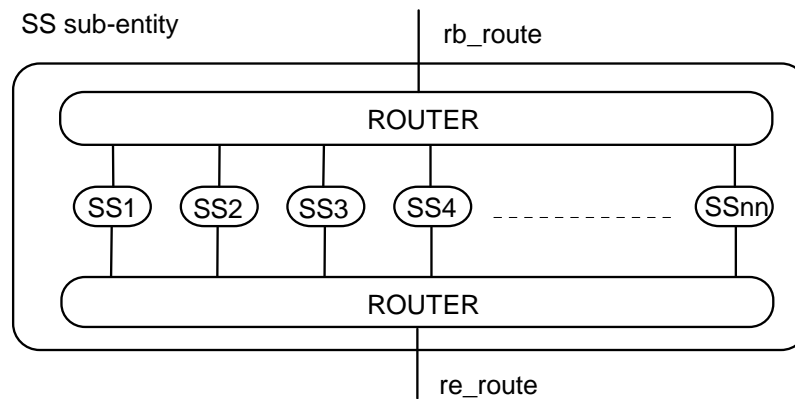 SS sub-entity
rb_route
ROUTER
SS1 SS2 SS3 SS4 SSnn
ROUTER
re_route